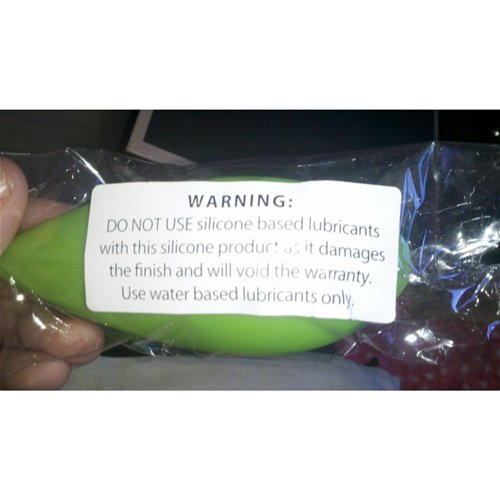 WARNING:
DO NOT USE silicone based lubricants
with this silicone product as it damages
the finish and will void the warranty.
Use water based lubricants only.